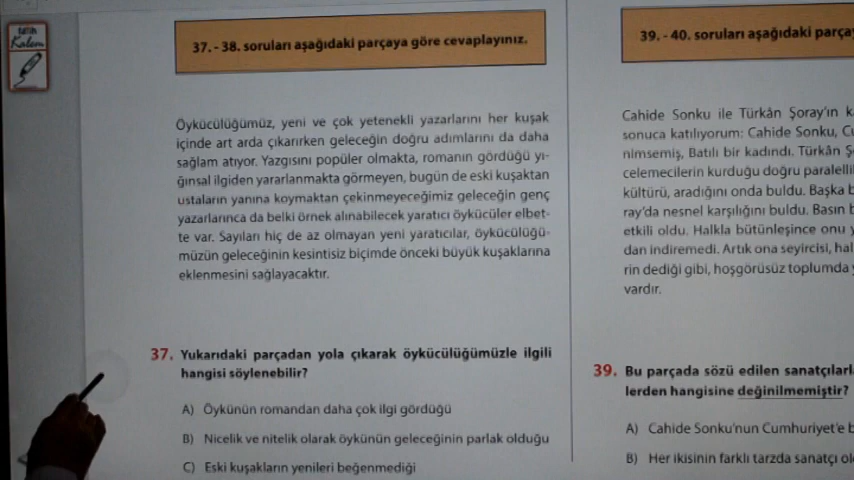 Kalem
37. - 38. soruları aşağıdaki parçaya göre cevaplayınız.
Öykücülüğümüz, yeni ve çok yetenekli yazarlarını her kuşak
içinde art arda çıkarırken geleceğin doğru adımlarını da daha
sağlam atıyor. Yazgısını popüler olmakta, romanın gördüğü yı-
ğınsal ilgiden yararlanmakta görmeyen, bugün de eski kuşaktan
ustaların yanına koymaktan çekinmeyeceğimiz geleceğin genç
yazarlarınca da belki örnek alınabilecek yaratıcı öykücüler elbet-
te var. Sayıları hiç de az olmayan yeni yaratıcılar, öykücülüğü-
müzün geleceğinin kesintisiz biçimde önceki büyük kuşaklarına
eklenmesini sağlayacaktır.
37. Yukarıdaki parçadan yola çıkarak öykücülüğümüzle ilgili
hangisi söylenebilir?
A) Öykünün romandan daha çok ilgi gördüğü
B) Nicelik ve nitelik olarak öykünün geleceğinin parlak olduğu
C) Eski kuşakların yenileri beğenmediği
39. - 40. soruları aşağıdaki parça
Cahide Sonku ile Türkân Şoray'ın
sonuca katılıyorum: Cahide Sonku,
nimsemiş, Batılı bir kadındı. Türkân
celemecilerin kurduğu doğru
kültürü, aradığını onda buldu. Başka
ray'da nesnel karşılığını buldu. Basın
etkili oldu. Halkla bütünleşince onu
dan indiremedi. Artık ona seyircisi,
rin dediği gibi, hoşgörüsüz toplumda
vardır.
39. Bu parçada sözü edilen
lerden hangisine değinilmemiştir?
A) Cahide Sonku'nun Cumhuriyet'e
B) Her ikisinin farklı tarzda sanatçı